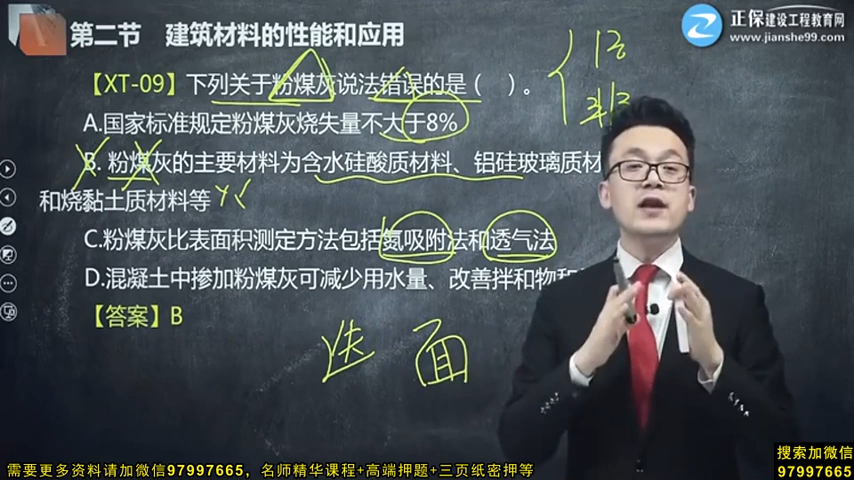 第二节 建筑材料的性能和应用
正保建设工程教育网
www.jianshe99.com
【XT-09】下列关于粉煤灰说法错误的是（ ）。
A.国家标准规定粉煤灰烧失量不大于8%
B.粉煤灰的主要材料为含水硅酸质材料、铝硅玻璃质材
和烧黏土质材料等
C.粉煤灰比表面积测定方法包括氮吸附法和透气法
D.混凝土中掺加粉煤灰可减少用水量、改善拌和物和
【答案】B
面
需要更多资料请加微信97997665，名师精华课程+高端押题+三页纸密押等
搜索加微信
97997665